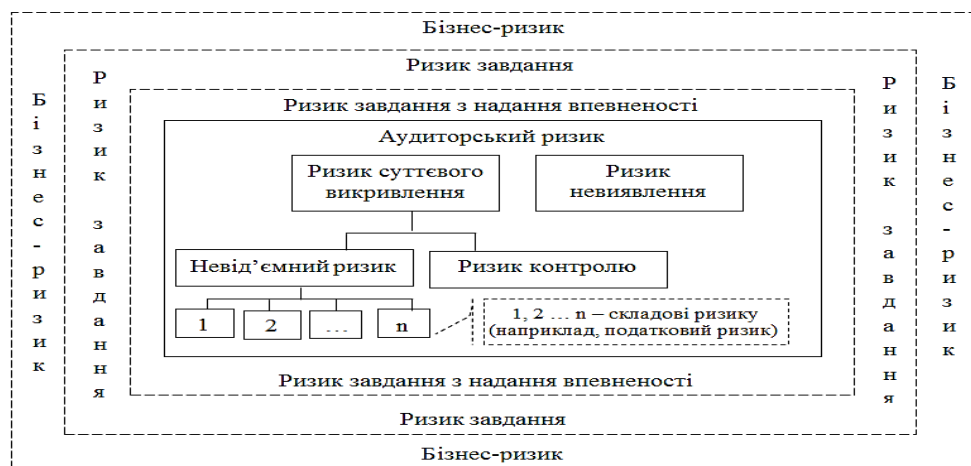 Бізнес-ризик
Ризик завдання
Ризик завдання з надання впевненості
Аудиторський ризик
Ризик суттєвого
викривлення
Ризик
невиявлення
Невід’ємний ризик
Ризик контролю
1
2
...
n
1, 2 ... n – складові ризику
(наприклад, податковий ризик)
Ризик завдання з надання впевненості
Ризик завдання
Бізнес-ризик
Бізнес-ризик
Ризик завдання
Ризик завдання
Бізнес-ризик